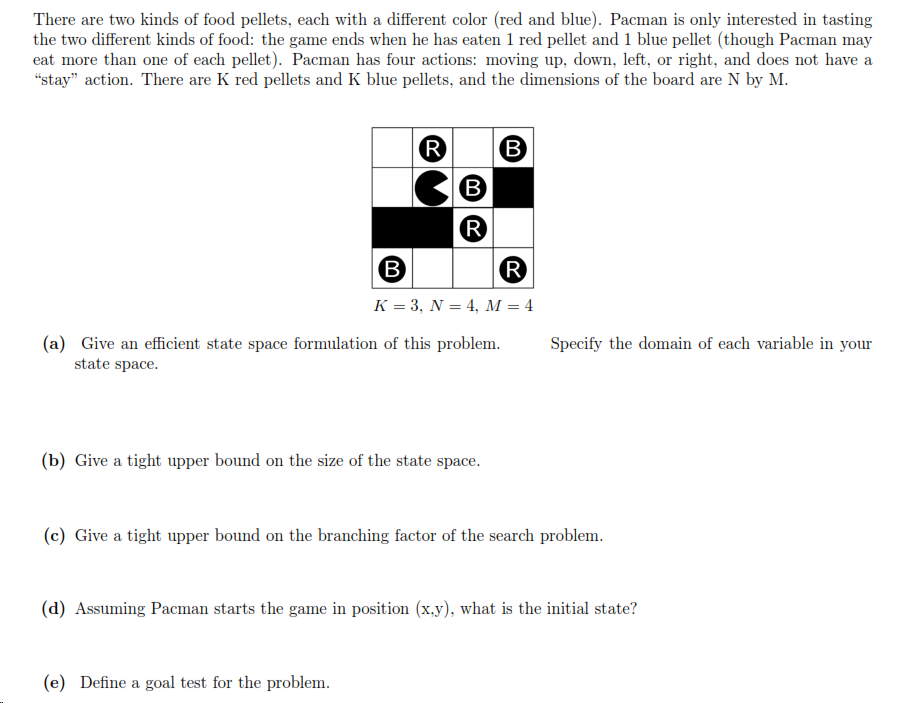 There are two kinds of food pellets, each with a different color (red and blue). Pacman is only interested in tasting
the two different kinds of food: the game ends when he has eaten 1 red pellet and 1 blue pellet (though Pacman may
eat more than one of each pellet). Pacman has four actions: moving up, down, left, or right, and does not have a
“stay” action. There are K red pellets and K blue pellets, and the dimensions of the board are N by M.
R B
B
R
B R
K = 3, N = 4, M = 4
(a) Give an efficient state space formulation of this problem. Specify the domain of each variable in your
state space.
(b) Give a tight upper bound on the size of the state space.
(c) Give a tight upper bound on the branching factor of the search problem.
(d) Assuming Pacman starts the game in position (x,y), what is the initial state?
(e) Define a goal test for the problem.